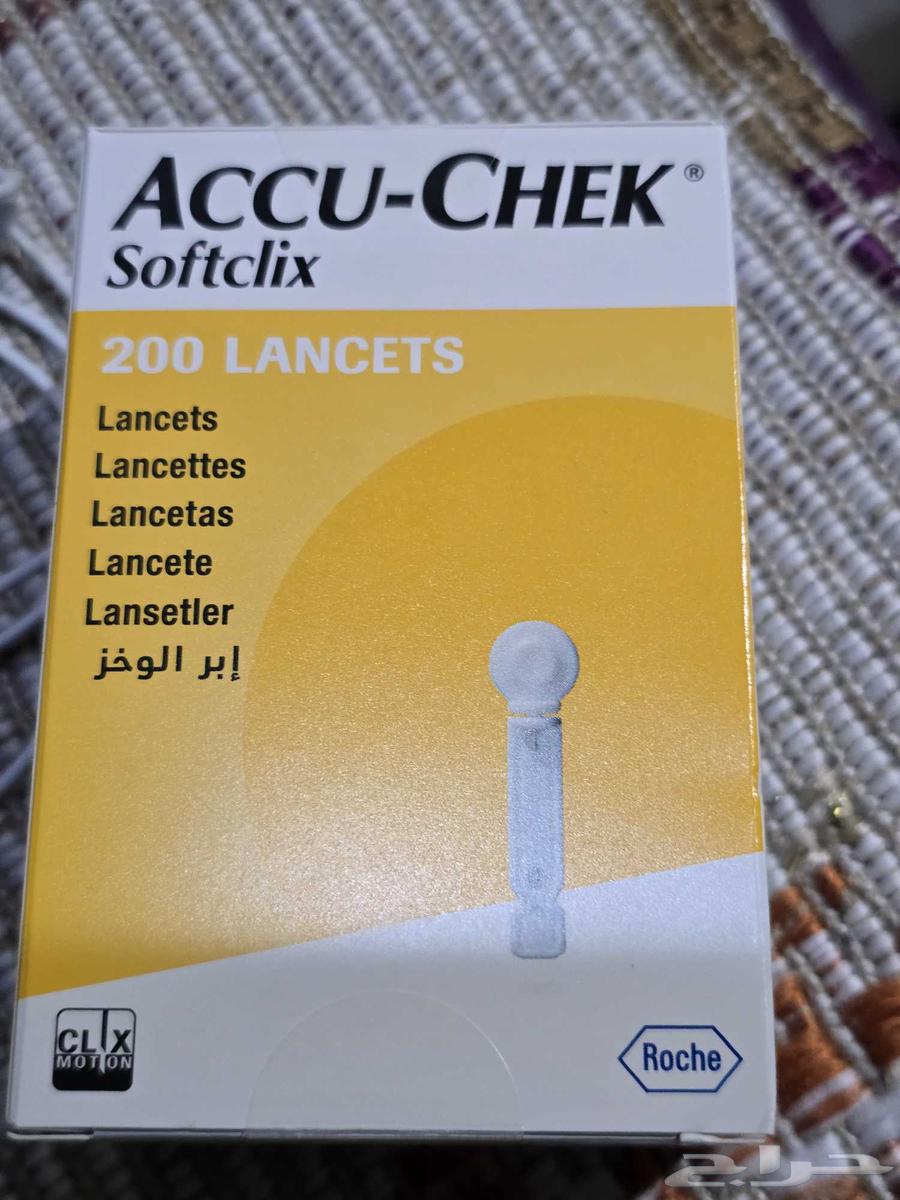 ACCU-CHEK®
Softclix
200 LANCETS
Lancets
Lancettes
Lancetas
Lancete
Lansetler
إبر الوخز
CLIX
MOTION
Roche
حراج